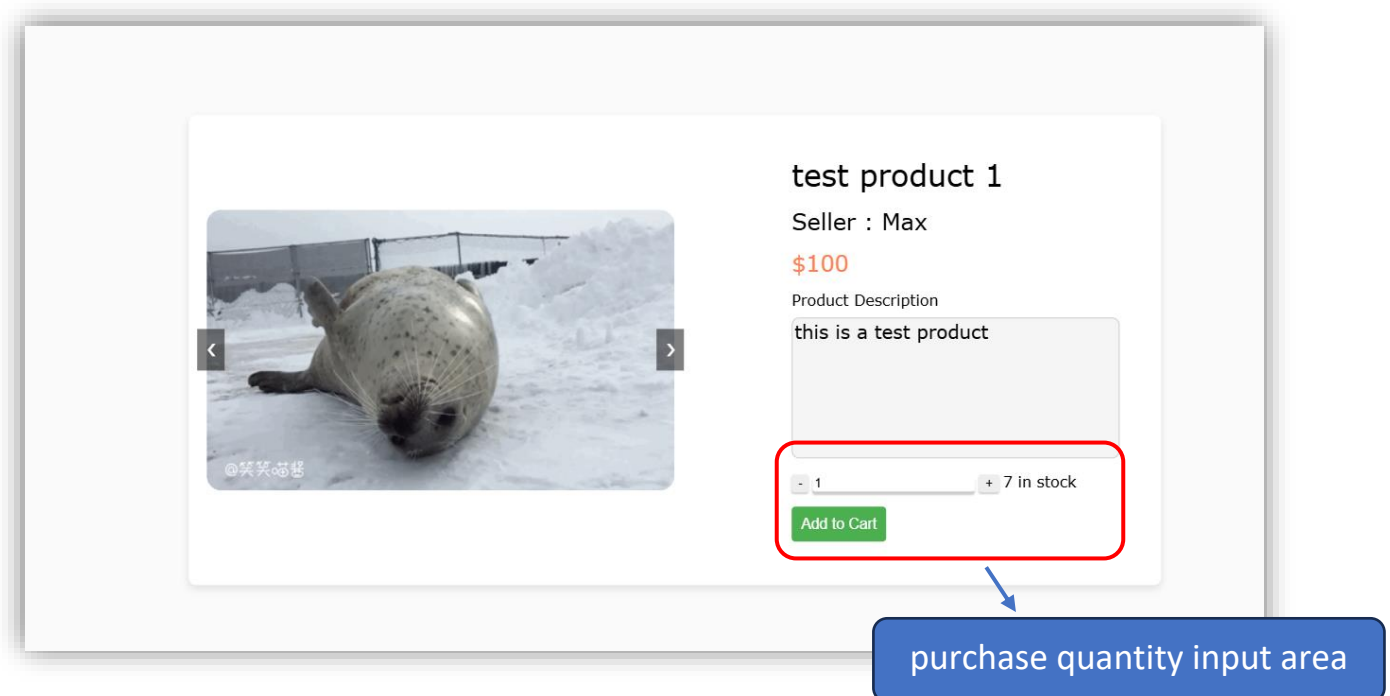 test product 1
Seller : Max
$100
Product Description
this is a test product
@笑笑喵酱
- 1 + 7 in stock
Add to Cart
purchase quantity input area